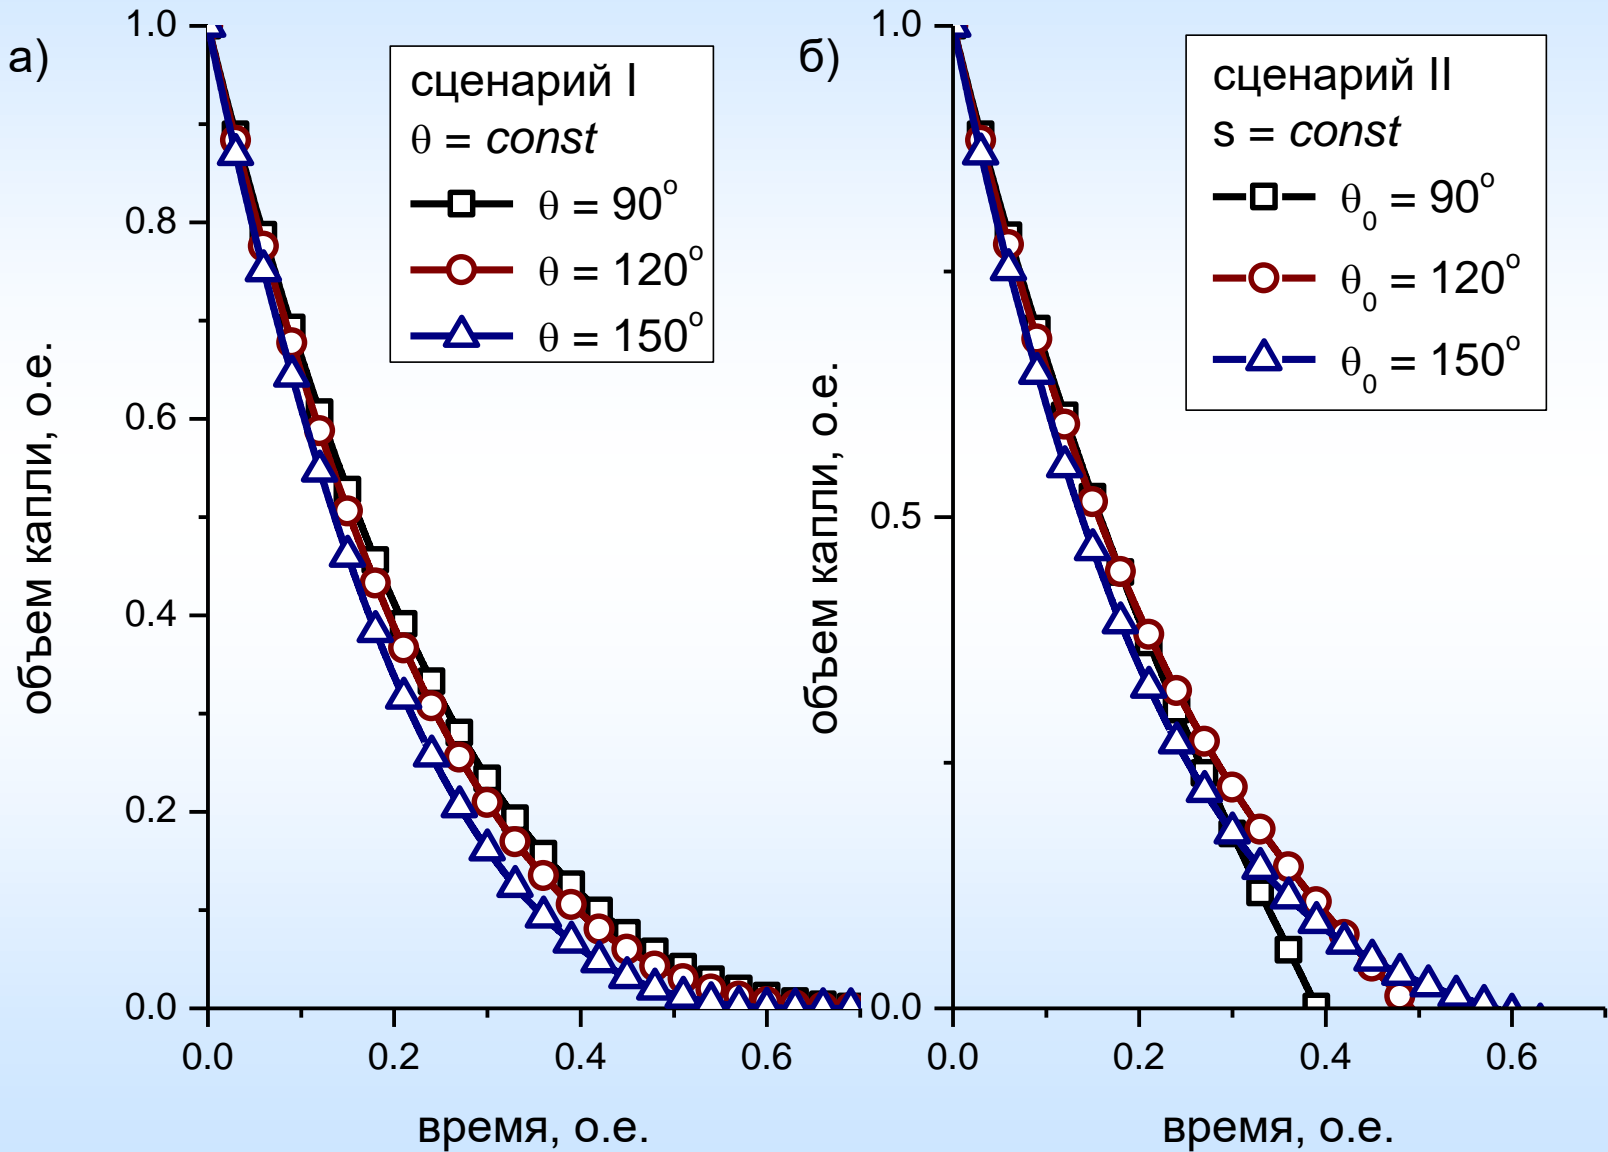 а)
сценарий I
θ = const
θ = 90°
θ = 120°
θ = 150°
объем капли, о.е.
1.0
0.8
0.6
0.4
0.2
0.0
0.0 0.2 0.4 0.6
время, о.е.
б)
сценарий II
s = const
θ₀ = 90°
θ₀ = 120°
θ₀ = 150°
объем капли, о.е.
1.0
0.5
0.0
0.0 0.2 0.4 0.6
время, о.е.